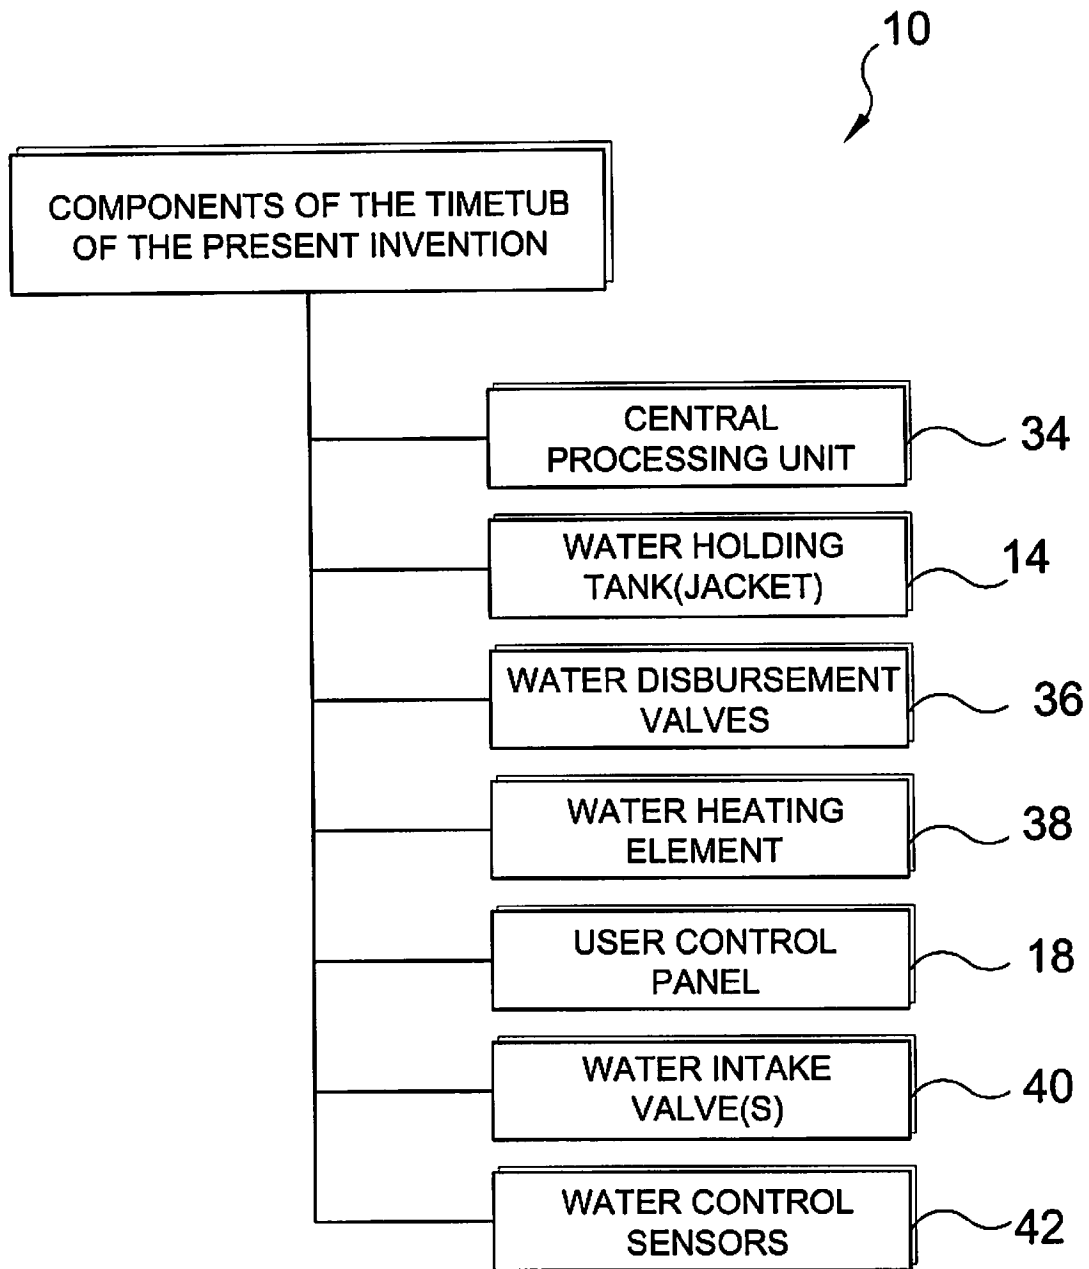 10
COMPONENTS OF THE TIMETUB
OF THE PRESENT INVENTION
CENTRAL
PROCESSING UNIT
34
WATER HOLDING
TANK(JACKET)
14
WATER DISBURSEMENT
VALVES
36
WATER HEATING
ELEMENT
38
USER CONTROL
PANEL
18
WATER INTAKE
VALVE(S)
40
WATER CONTROL
SENSORS
42